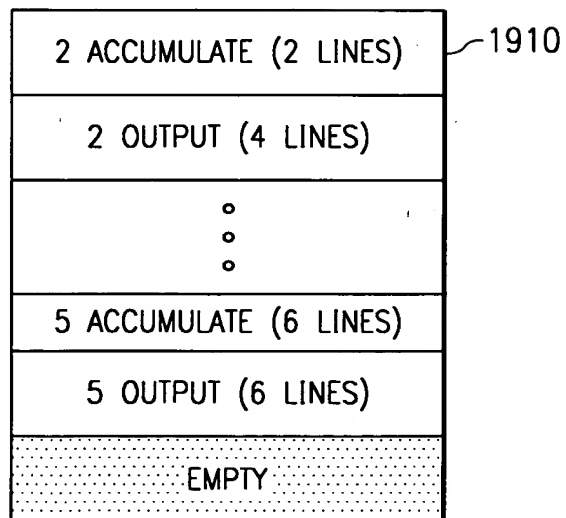 2 ACCUMULATE (2 LINES)
1910
2 OUTPUT (4 LINES)
5 ACCUMULATE (6 LINES)
5 OUTPUT (6 LINES)
EMPTY